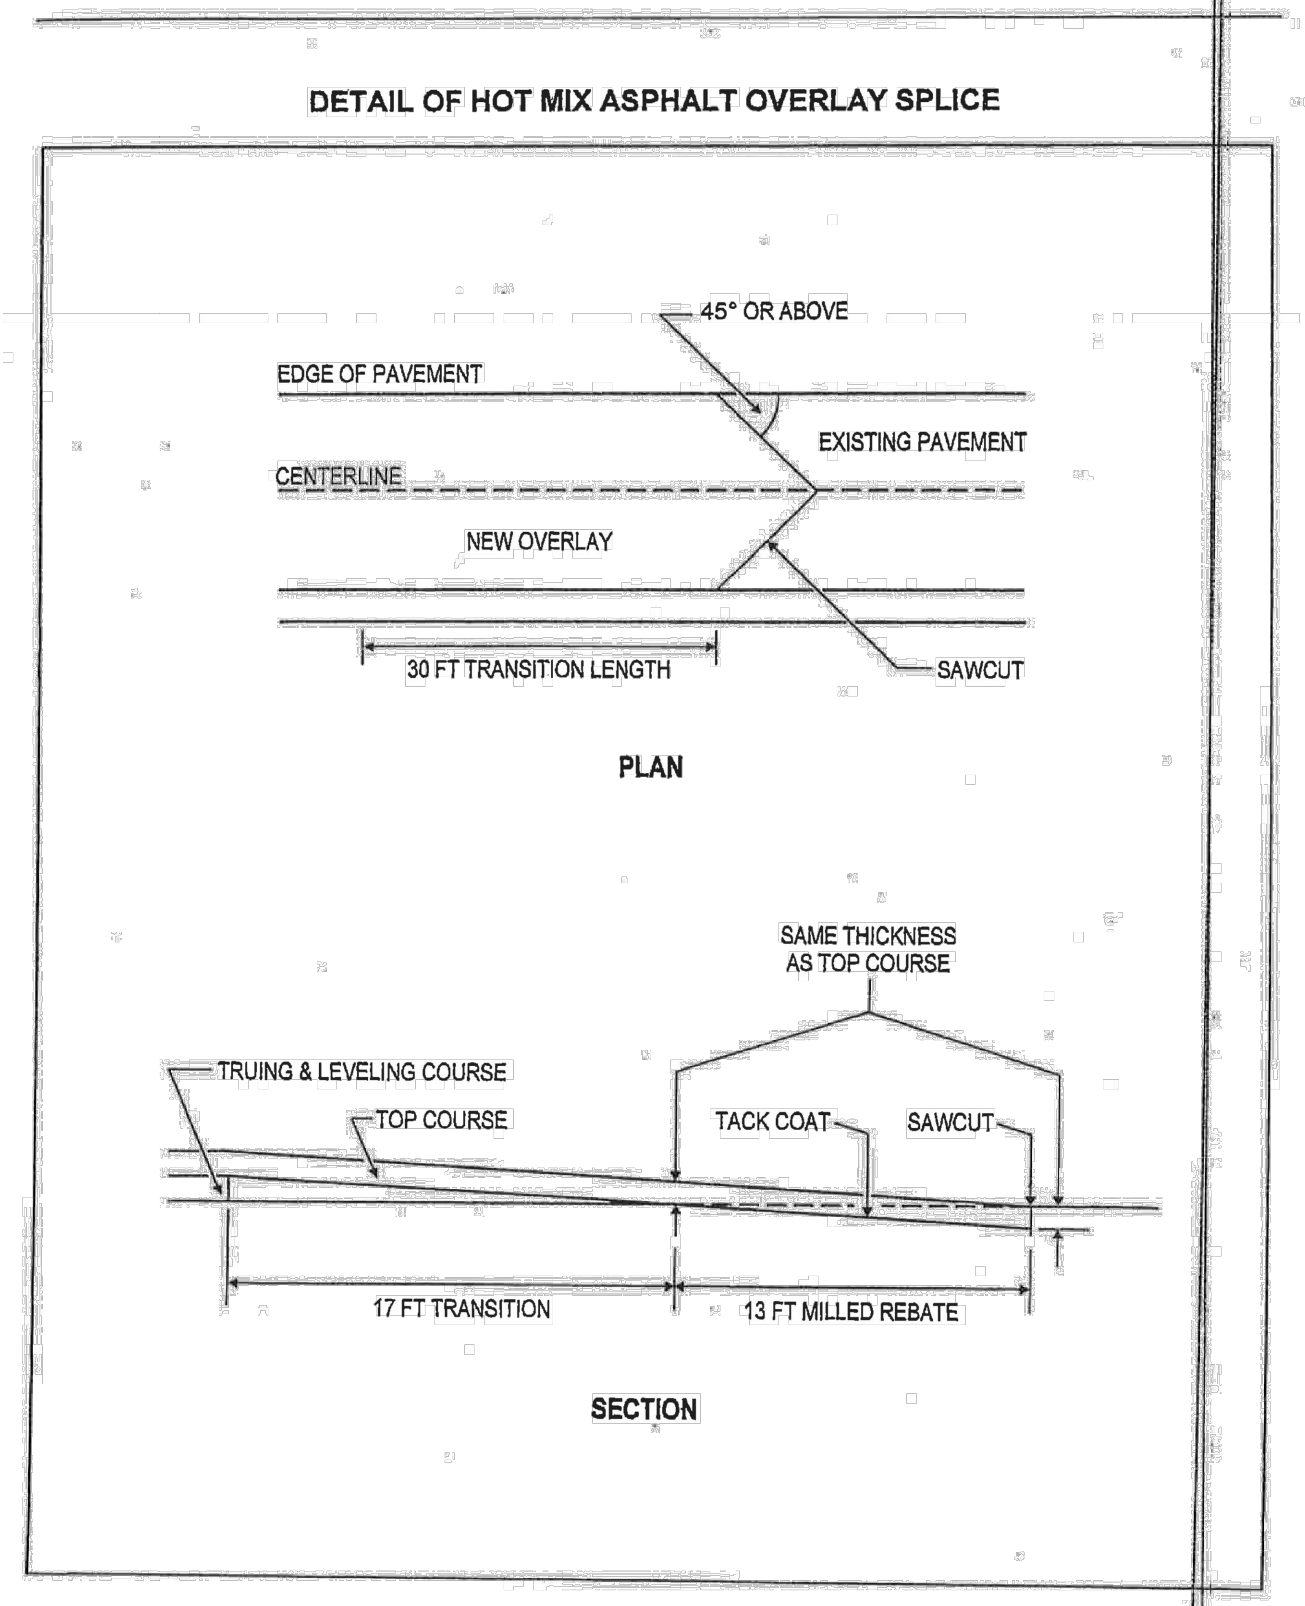 DETAIL OF HOT MIX ASPHALT OVERLAY SPLICE
45° OR ABOVE
EDGE OF PAVEMENT
EXISTING PAVEMENT
CENTERLINE
NEW OVERLAY
30 FT TRANSITION LENGTH
SAWCUT
PLAN
SAME THICKNESS
AS TOP COURSE
TRUING & LEVELING COURSE
TOP COURSE
TACK COAT
SAWCUT
17 FT TRANSITION
13 FT MILLED REBATE
SECTION